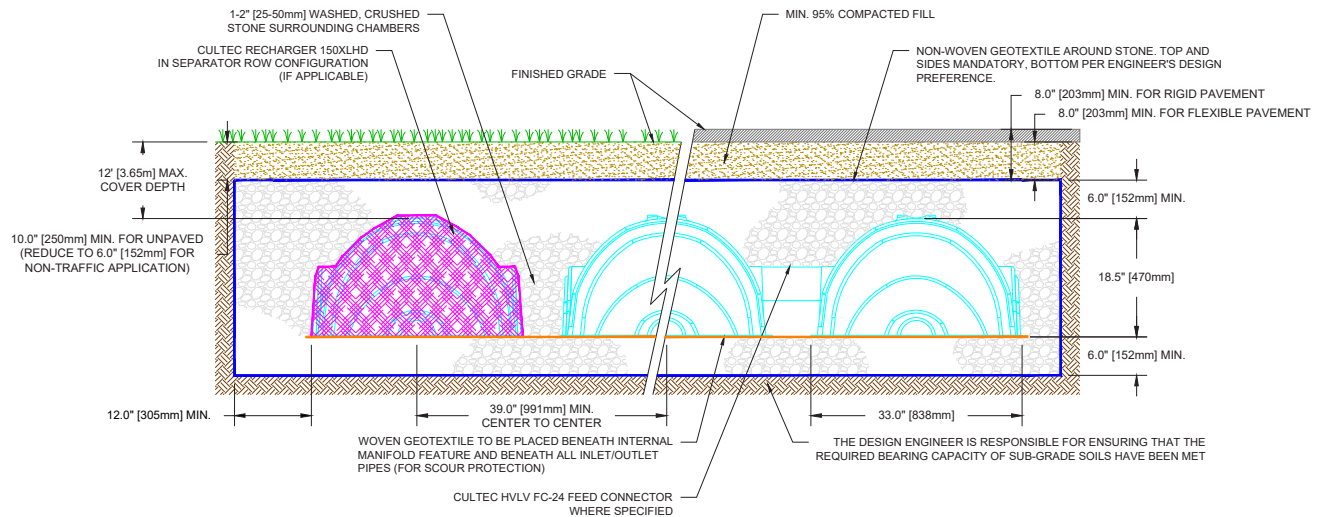 1-2" [25-50mm] WASHED, CRUSHED
STONE SURROUNDING CHAMBERS
CULTEC RECHARGER 150XLHD
IN SEPARATOR ROW CONFIGURATION
(IF APPLICABLE)
FINISHED GRADE
MIN. 95% COMPACTED FILL
NON-WOVEN GEOTEXTILE AROUND STONE. TOP AND
SIDES MANDATORY, BOTTOM PER ENGINEER'S DESIGN
PREFERENCE.
8.0" [203mm] MIN. FOR RIGID PAVEMENT
8.0" [203mm] MIN. FOR FLEXIBLE PAVEMENT
12' [3.65m] MAX.
COVER DEPTH
10.0" [250mm] MIN. FOR UNPAVED
(REDUCE TO 6.0" [152mm] FOR
NON-TRAFFIC APPLICATION)
6.0" [152mm] MIN.
18.5" [470mm]
6.0" [152mm] MIN.
12.0" [305mm] MIN.
39.0" [991mm] MIN.
CENTER TO CENTER
33.0" [838mm]
WOVEN GEOTEXTILE TO BE PLACED BENEATH INTERNAL
MANIFOLD FEATURE AND BENEATH ALL INLET/OUTLET
PIPES (FOR SCOUR PROTECTION)
THE DESIGN ENGINEER IS RESPONSIBLE FOR ENSURING THAT THE
REQUIRED BEARING CAPACITY OF SUB-GRADE SOILS HAVE BEEN MET
CULTEC HVLV FC-24 FEED CONNECTOR
WHERE SPECIFIED